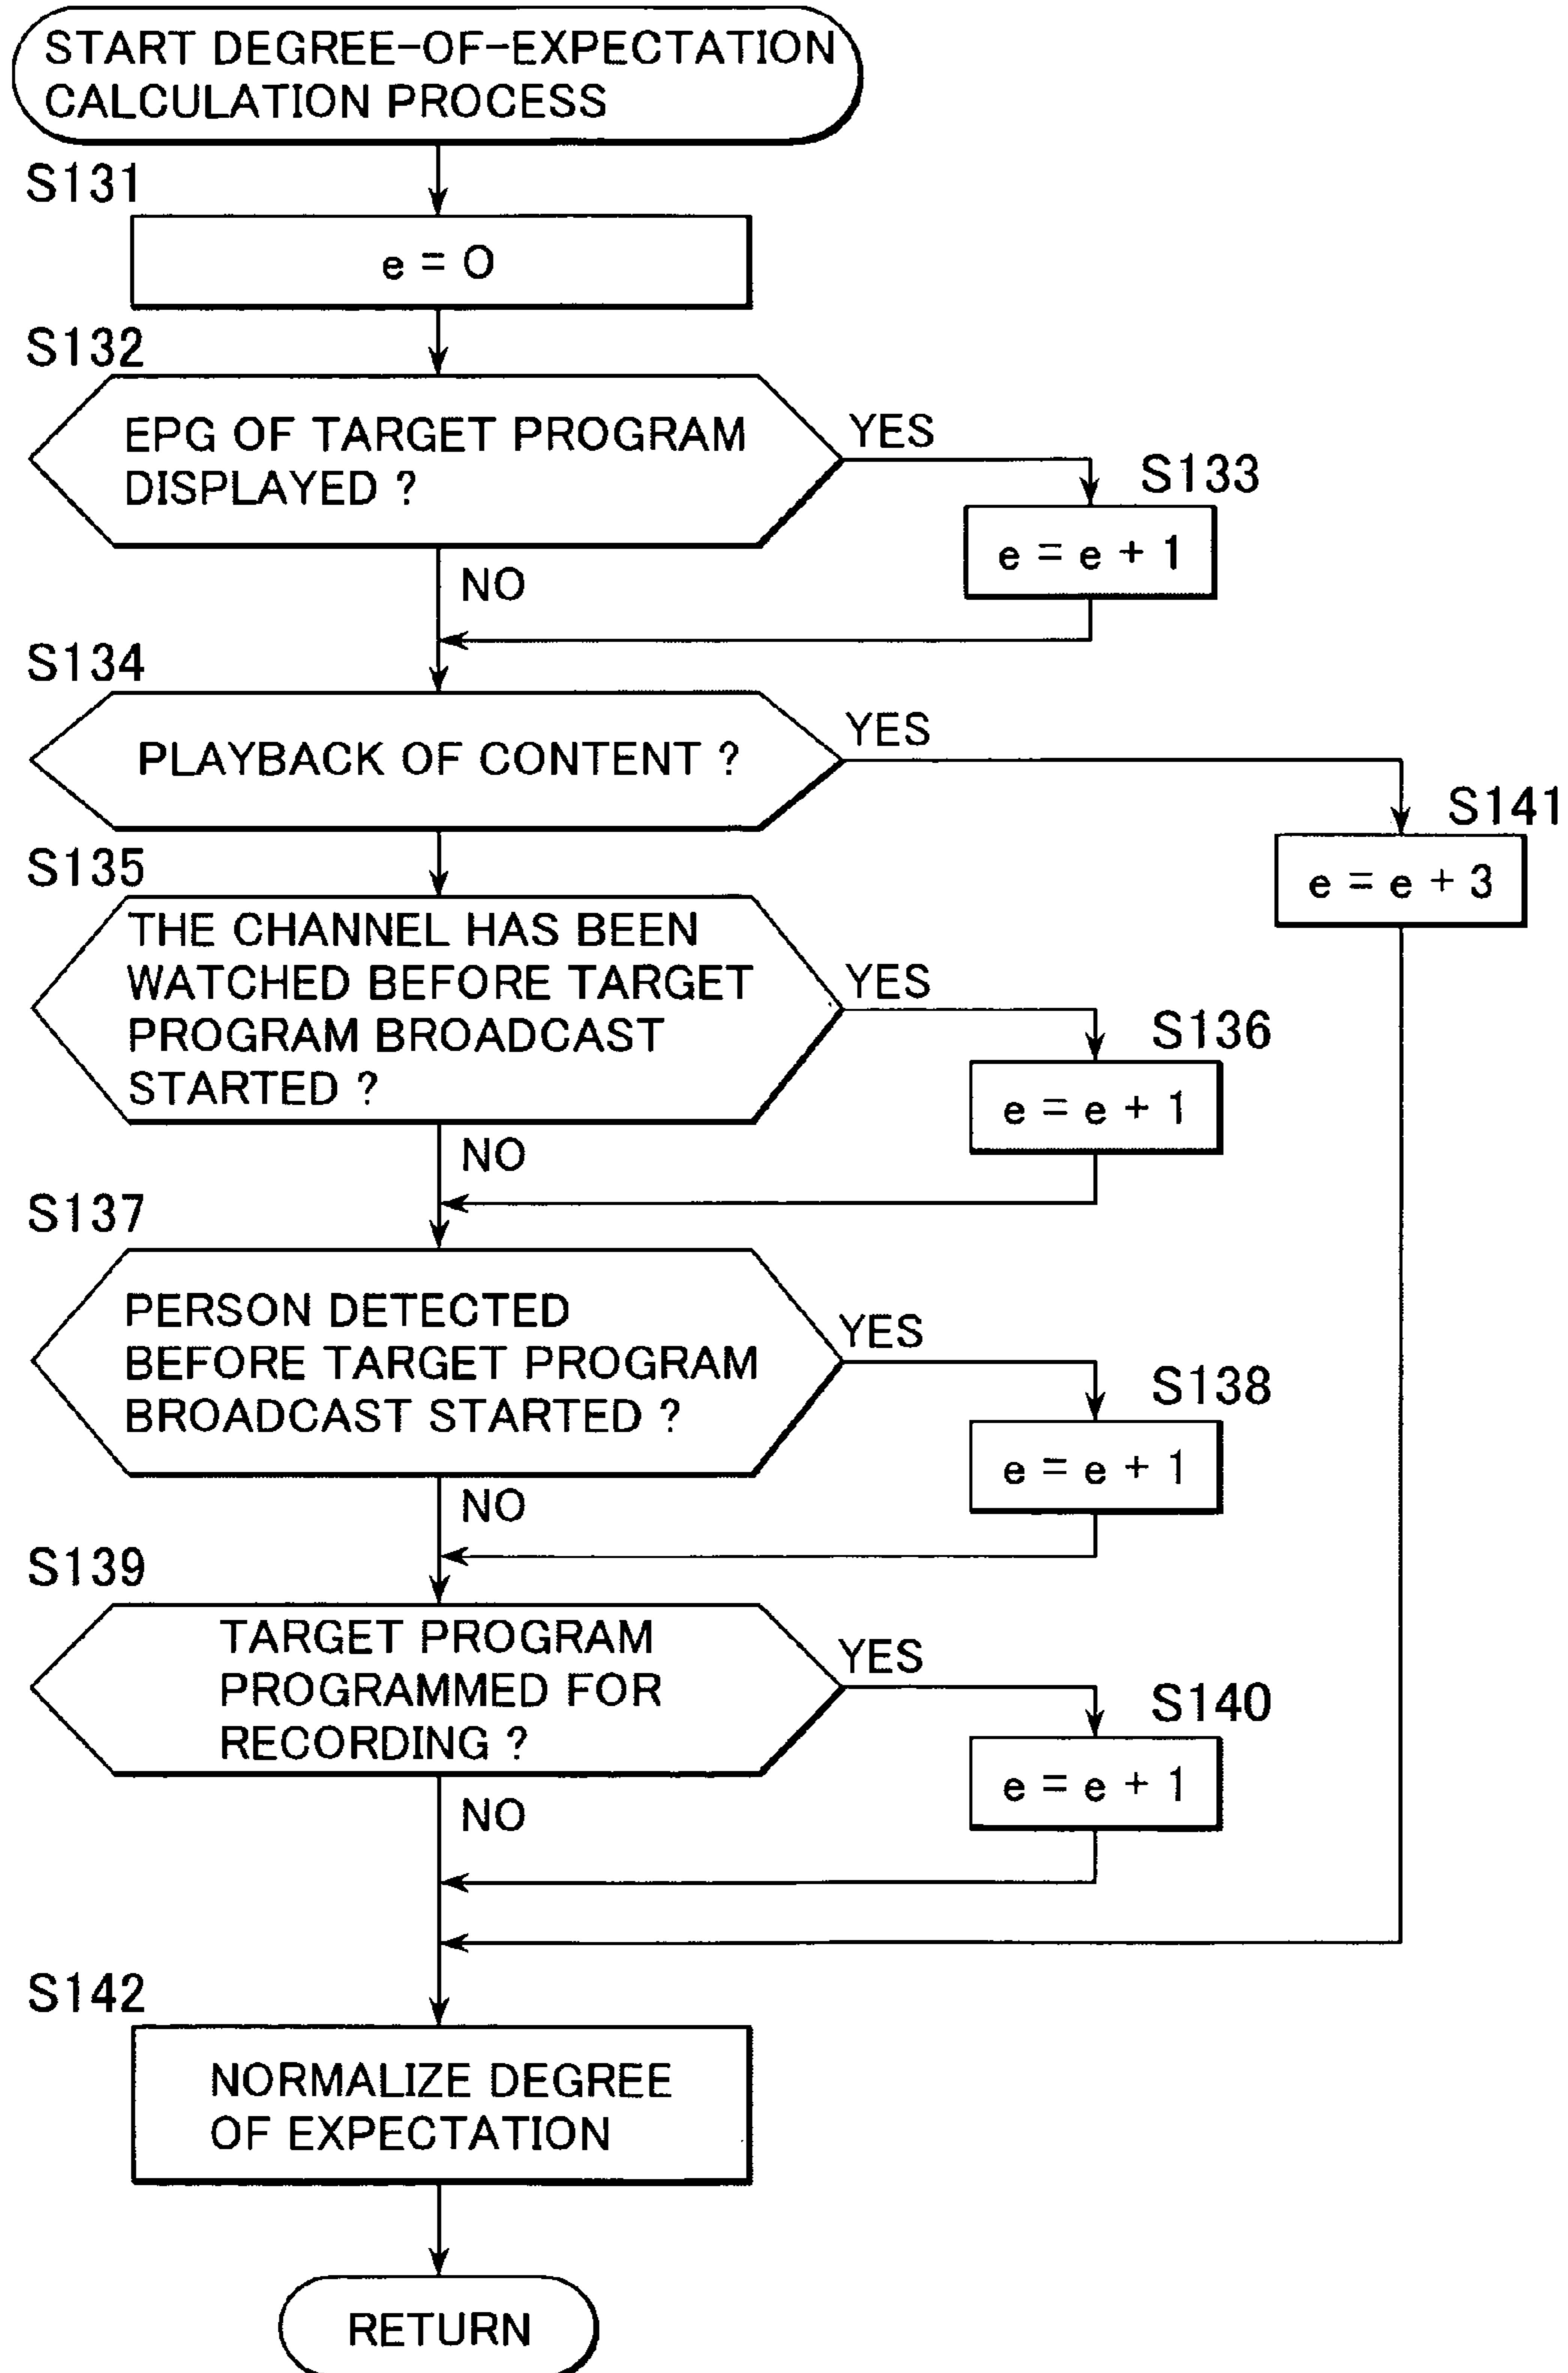 START DEGREE-OF-EXPECTATION
CALCULATION PROCESS
S131
e = 0
S132
EPG OF TARGET PROGRAM
DISPLAYED ?
YES
S133
e = e + 1
NO
S134
PLAYBACK OF CONTENT ?
YES
S141
e = e + 3
S135
THE CHANNEL HAS BEEN
WATCHED BEFORE TARGET
PROGRAM BROADCAST
STARTED ?
YES
S136
e = e + 1
NO
S137
PERSON DETECTED
BEFORE TARGET PROGRAM
BROADCAST STARTED ?
YES
S138
e = e + 1
NO
S139
TARGET PROGRAM
PROGRAMMED FOR
RECORDING ?
YES
S140
e = e + 1
NO
S142
NORMALIZE DEGREE
OF EXPECTATION
RETURN